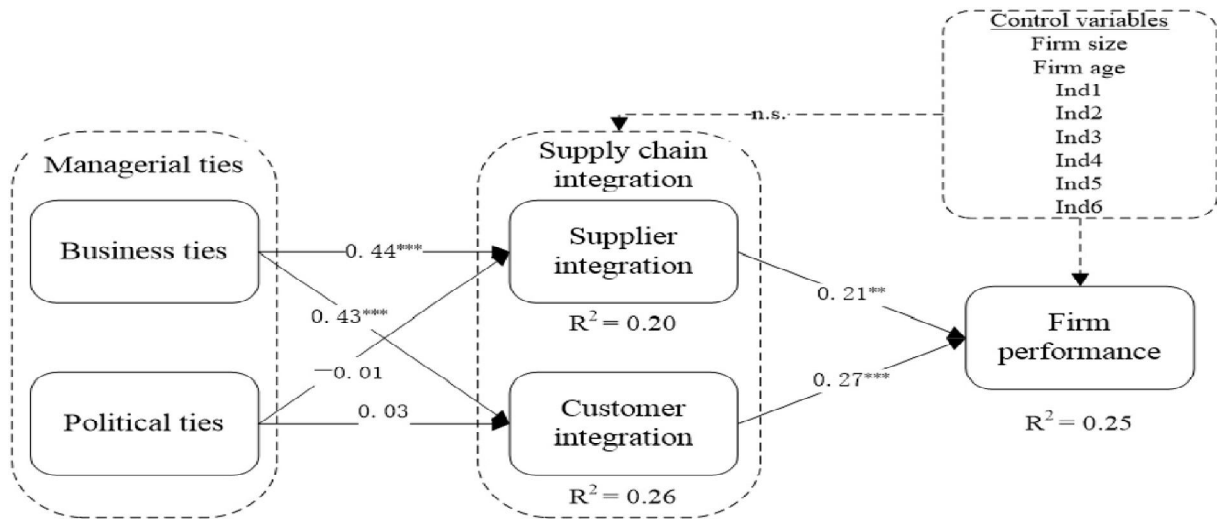 Control variables
Firm size
Firm age
Ind1
Ind2
Ind3
Ind4
Ind5
Ind6
n.s.
Managerial ties
Business ties
Political ties
0.44***
0.43***
−0.01
0.03
Supply chain
integration
Supplier
integration
R² = 0.20
Customer
integration
R² = 0.26
0.21**
0.27***
Firm
performance
R² = 0.25